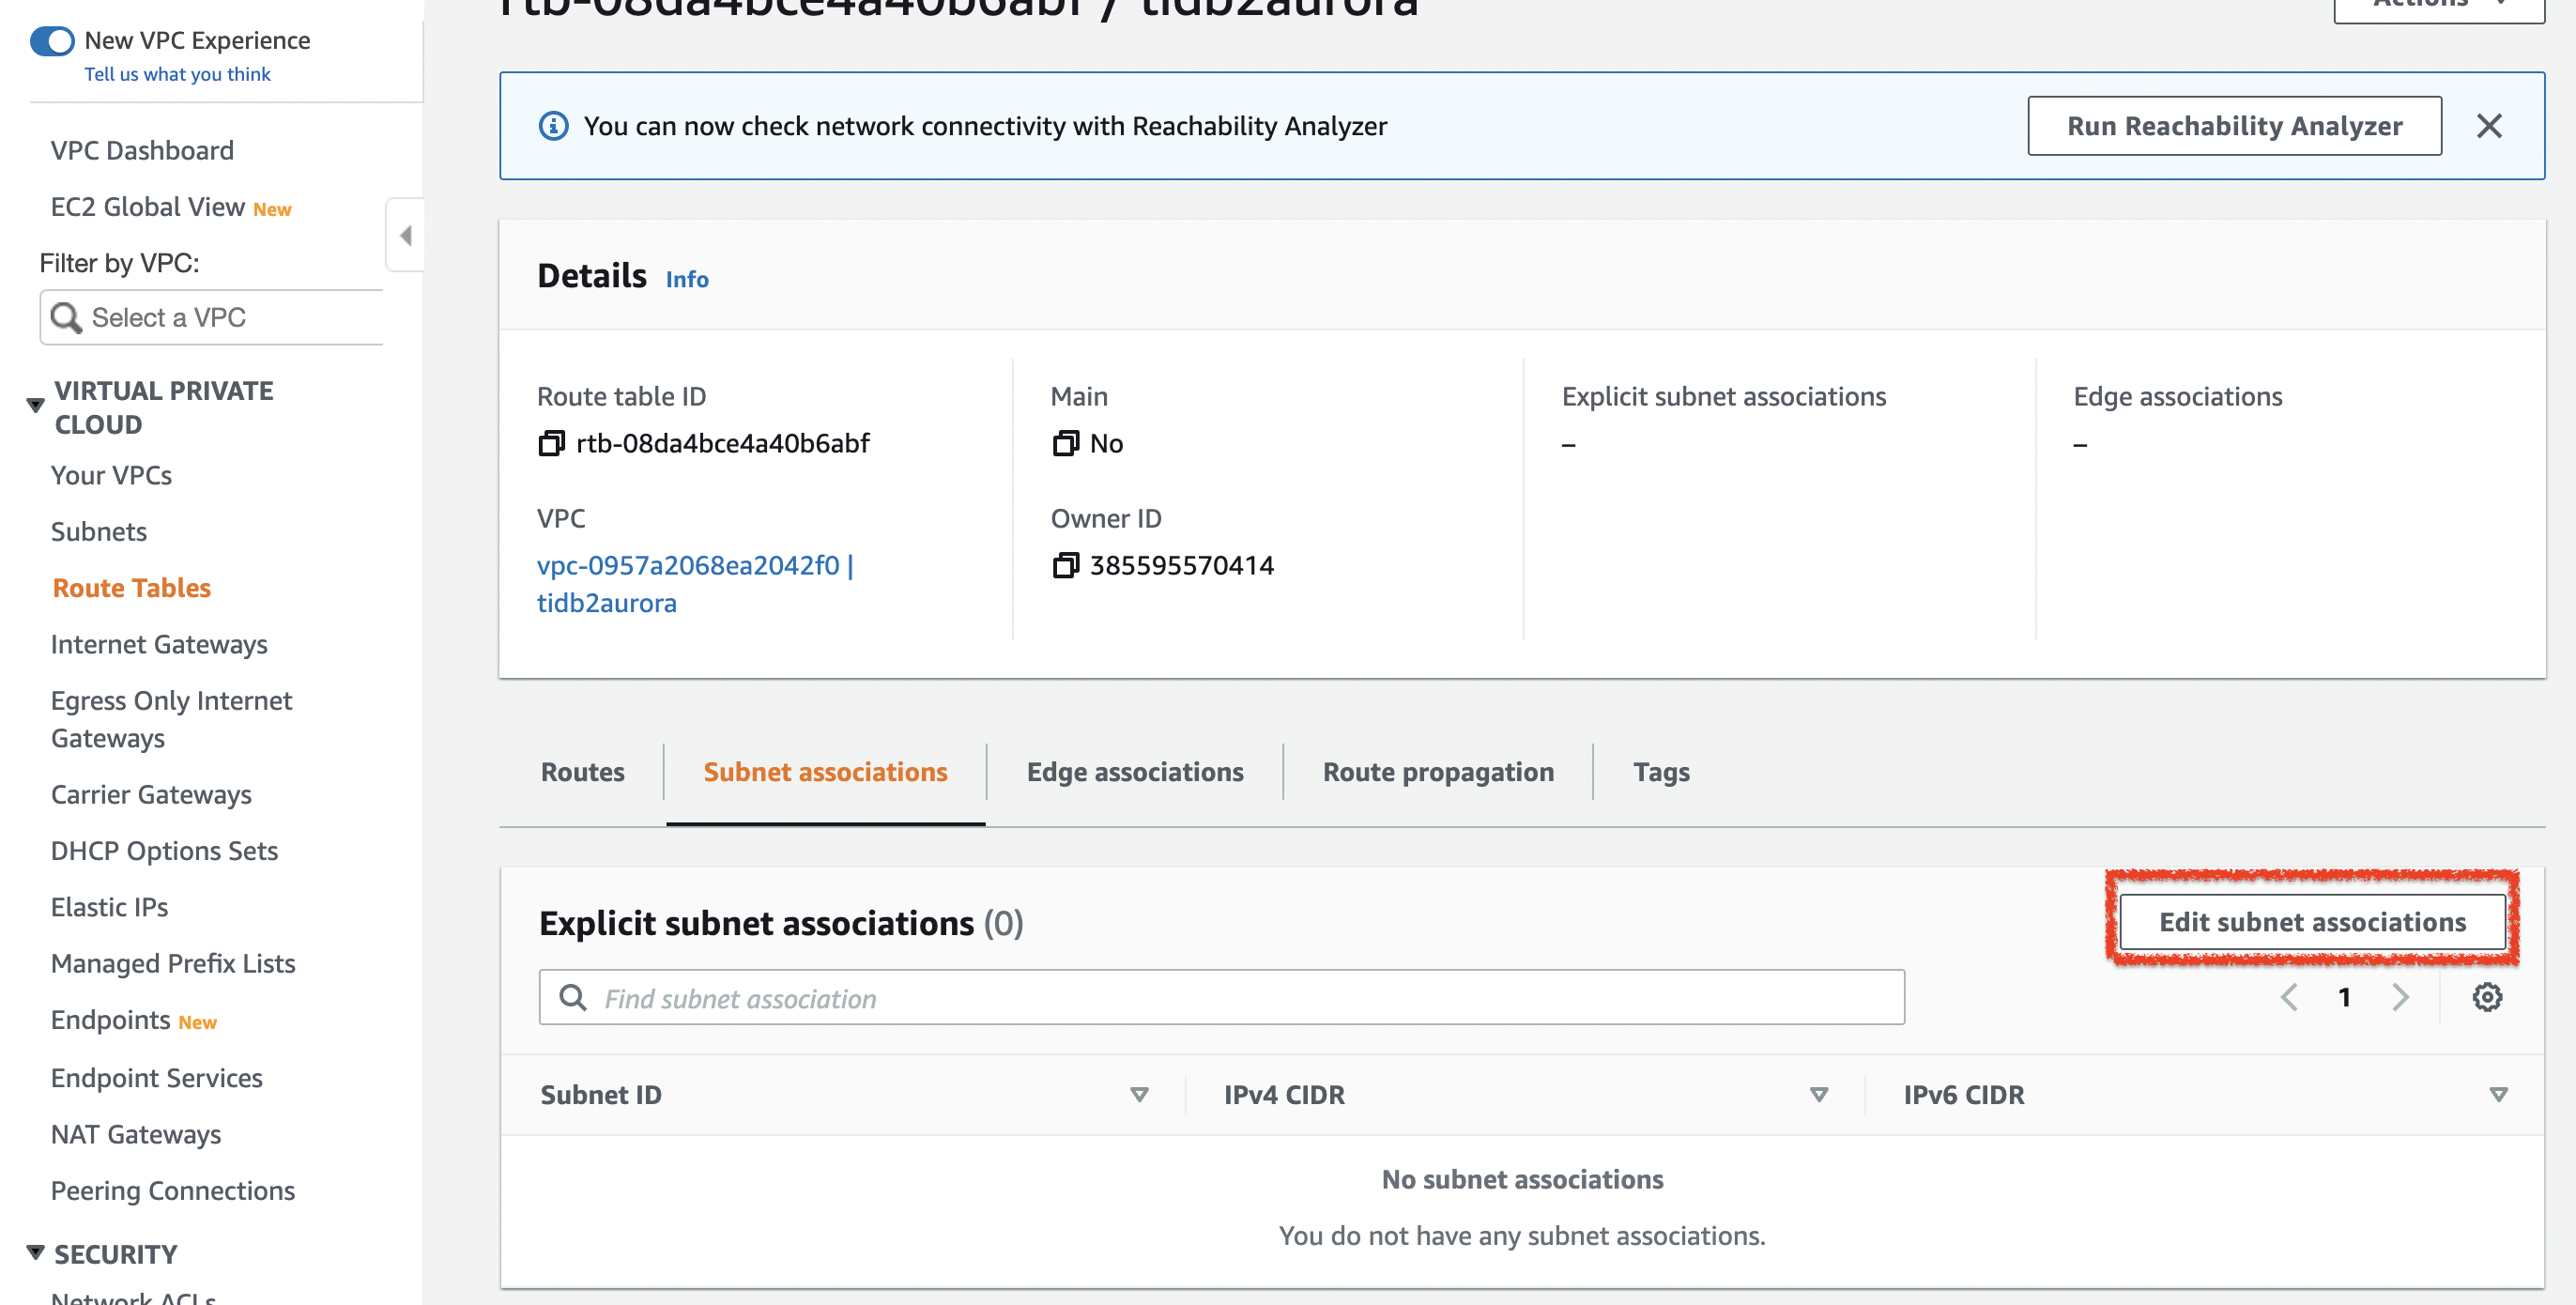 New VPC Experience
Tell us what you think
VPC Dashboard
EC2 Global View New
Filter by VPC:
Select a VPC
VIRTUAL PRIVATE
CLOUD
Your VPCs
Subnets
Route Tables
Internet Gateways
Egress Only Internet
Gateways
Carrier Gateways
DHCP Options Sets
Elastic IPs
Managed Prefix Lists
Endpoints New
Endpoint Services
NAT Gateways
Peering Connections
SECURITY
Network ACLs
rtb-08da4bce4a40b6abf / tidb2aurora
Actions
You can now check network connectivity with Reachability Analyzer
Run Reachability Analyzer
Details Info
Route table ID
rtb-08da4bce4a40b6abf
Main
No
Explicit subnet associations
–
Edge associations
–
VPC
vpc-0957a2068ea2042f0 |
tidb2aurora
Owner ID
385595570414
Routes
Subnet associations
Edge associations
Route propagation
Tags
Explicit subnet associations (0)
Edit subnet associations
Find subnet association
1
Subnet ID
IPv4 CIDR
IPv6 CIDR
No subnet associations
You do not have any subnet associations.